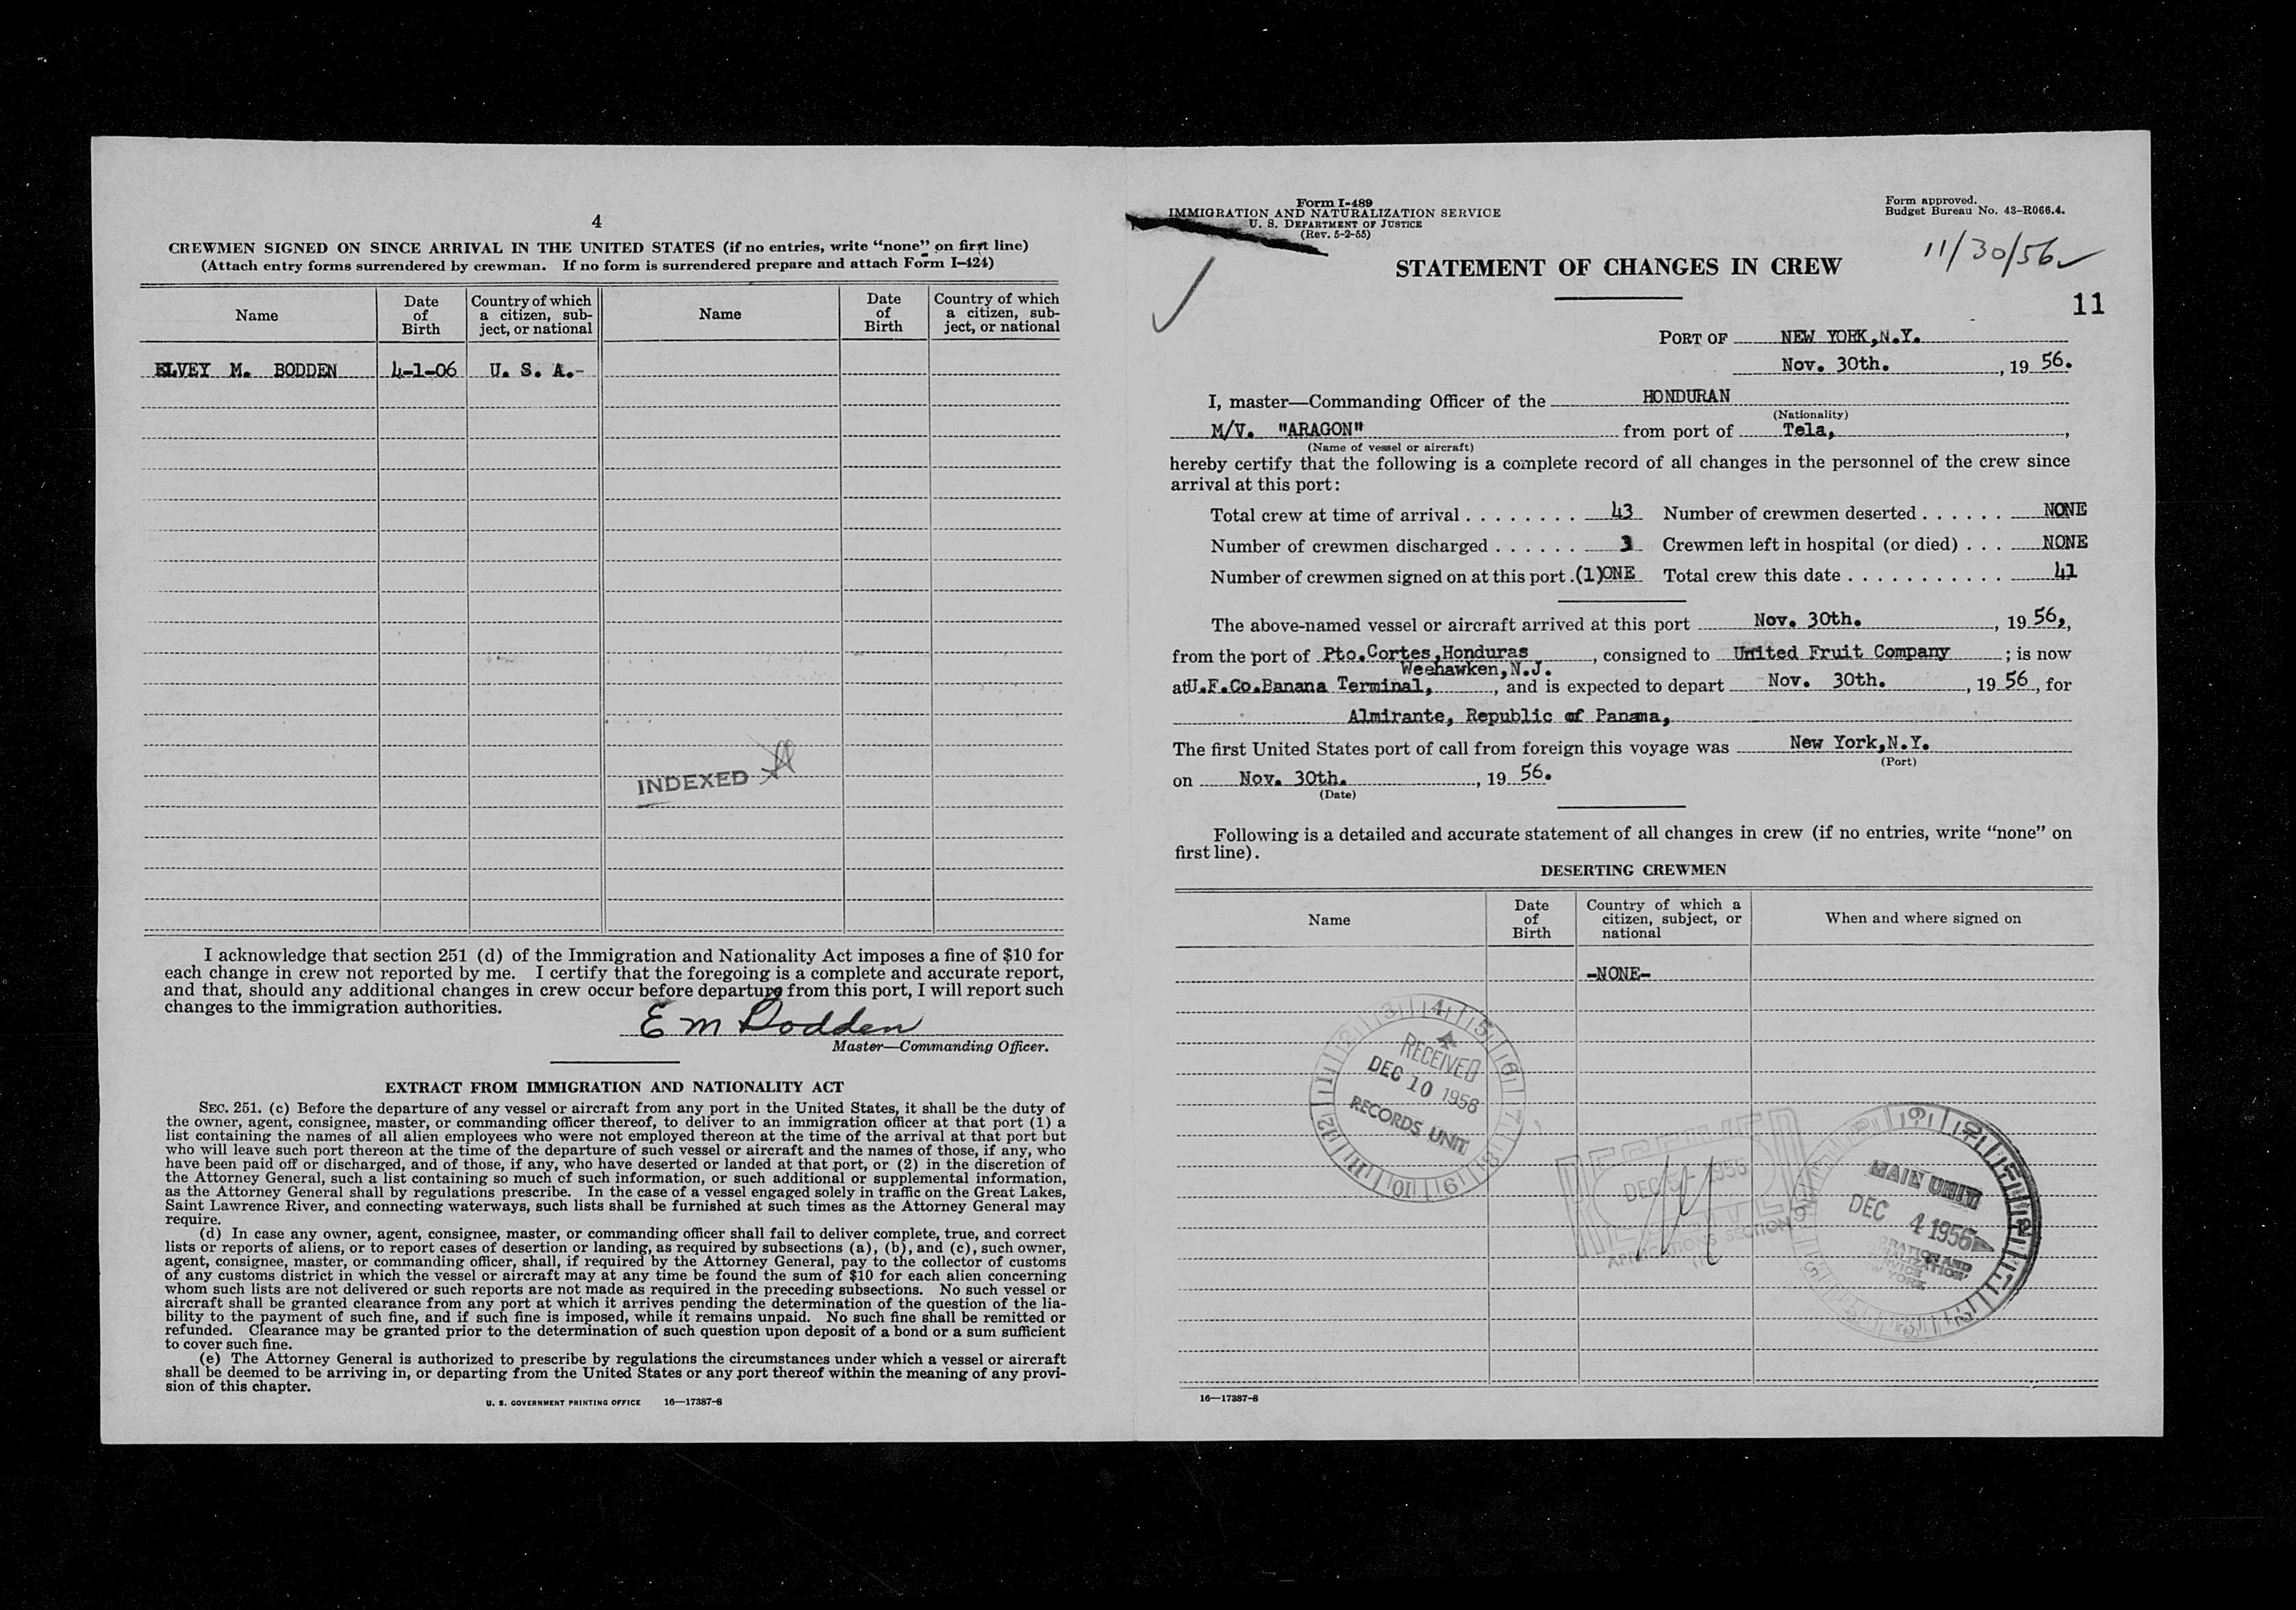 4
CREWMEN SIGNED ON SINCE ARRIVAL IN THE UNITED STATES (if no entries, write “none” on first line)
(Attach entry forms surrendered by crewman. If no form is surrendered prepare and attach Form I—424)
Name
Date of Birth
Country of which a citizen, sub-ject, or national
Name
Date of Birth
Country of which a citizen, sub-ject, or national
ELVEY M. BODDEN 4-1-06 U. S. A.-
INDEXED
I acknowledge that section 251 (d) of the Immigration and Nationality Act imposes a fine of $10 for
each change in crew not reported by me. I certify that the foregoing is a complete and accurate report,
and that, should any additional changes in crew occur before departure from this port, I will report such
changes to the immigration authorities.
E M Bodden
Master—Commanding Officer.
EXTRACT FROM IMMIGRATION AND NATIONALITY ACT
SEC. 251. (c) Before the departure of any vessel or aircraft from any port in the United States, it shall be the duty of
the owner, agent, consignee, master, or commanding officer thereof, to deliver to an immigration officer at that port (1) a
list containing the names of all alien employees who were not employed thereon at the time of the arrival at that port but
who will leave such port thereon at the time of the departure of such vessel or aircraft and the names of those, if any, who
have been paid off or discharged, and of those, if any, who have deserted or landed at that port, or (2) in the discretion of
the Attorney General, such a list containing so much of such information, or such additional or supplemental information,
as the Attorney General shall by regulations prescribe. In the case of a vessel engaged solely in traffic on the Great Lakes,
Saint Lawrence River, and connecting waterways, such lists shall be furnished at such times as the Attorney General may
require.
(d) In case any owner, agent, consignee, master, or commanding officer shall fail to deliver complete, true, and correct
lists or reports of aliens, or to report cases of desertion or landing, as required by subsections (a), (b), and (c), such owner,
agent, consignee, master, or commanding officer, shall, if required by the Attorney General, pay to the collector of customs
of any customs district in which the vessel or aircraft may at any time be found the sum of $10 for each alien concerning
whom such lists are not delivered or such reports are not made as required in the preceding subsections. No such vessel or
aircraft shall be granted clearance from any port at which it arrives pending the determination of the question of the lia-
bility to the payment of such fine, and if such fine is imposed, while it remains unpaid. No such fine shall be remitted or
refunded. Clearance may be granted prior to the determination of such question upon deposit of a bond or a sum sufficient
to cover such fine.
(e) The Attorney General is authorized to prescribe by regulations the circumstances under which a vessel or aircraft
shall be deemed to be arriving in, or departing from the United States or any port thereof within the meaning of any provi-
sion of this chapter.
U. S. GOVERNMENT PRINTING OFFICE 16—17387-8
Form I-489
IMMIGRATION AND NATURALIZATION SERVICE
U. S. DEPARTMENT OF JUSTICE
(Rev. 5-2-55)
Form approved.
Budget Bureau No. 43-R066.4.
11/30/56
STATEMENT OF CHANGES IN CREW
11
PORT OF NEW YORK,N.Y.
Nov. 30th. , 19 56.
I, master—Commanding Officer of the HONDURAN
(Nationality)
M/V. "ARAGON" from port of Tela, ,
(Name of vessel or aircraft)
hereby certify that the following is a complete record of all changes in the personnel of the crew since
arrival at this port:
Total crew at time of arrival . . . . . . . . 43 Number of crewmen deserted . . . . . . NONE
Number of crewmen discharged . . . . . . 3 Crewmen left in hospital (or died) . . . NONE
Number of crewmen signed on at this port .(1)ONE Total crew this date . . . . . . . . . . . 41
The above-named vessel or aircraft arrived at this port Nov. 30th. , 19 56,,
from the port of Pto.Cortes,Honduras , consigned to United Fruit Company ; is now
Weehawken,N.J.
at U.F.Co.Banana Terminal, , and is expected to depart Nov. 30th. , 19 56 , for
Almirante, Republic of Panama,
The first United States port of call from foreign this voyage was New York,N.Y.
(Port)
on Nov. 30th. , 19 56.
(Date)
Following is a detailed and accurate statement of all changes in crew (if no entries, write “none” on
first line).
DESERTING CREWMEN
Name
Date of Birth
Country of which a citizen, subject, or national
When and where signed on
-NONE-
RECEIVED
DEC 10 1956
RECORDS UNIT
DEC 5- 1956
APPLICATIONS SECTION
MAIN UNIT
DEC 4 1956
16—17387-8